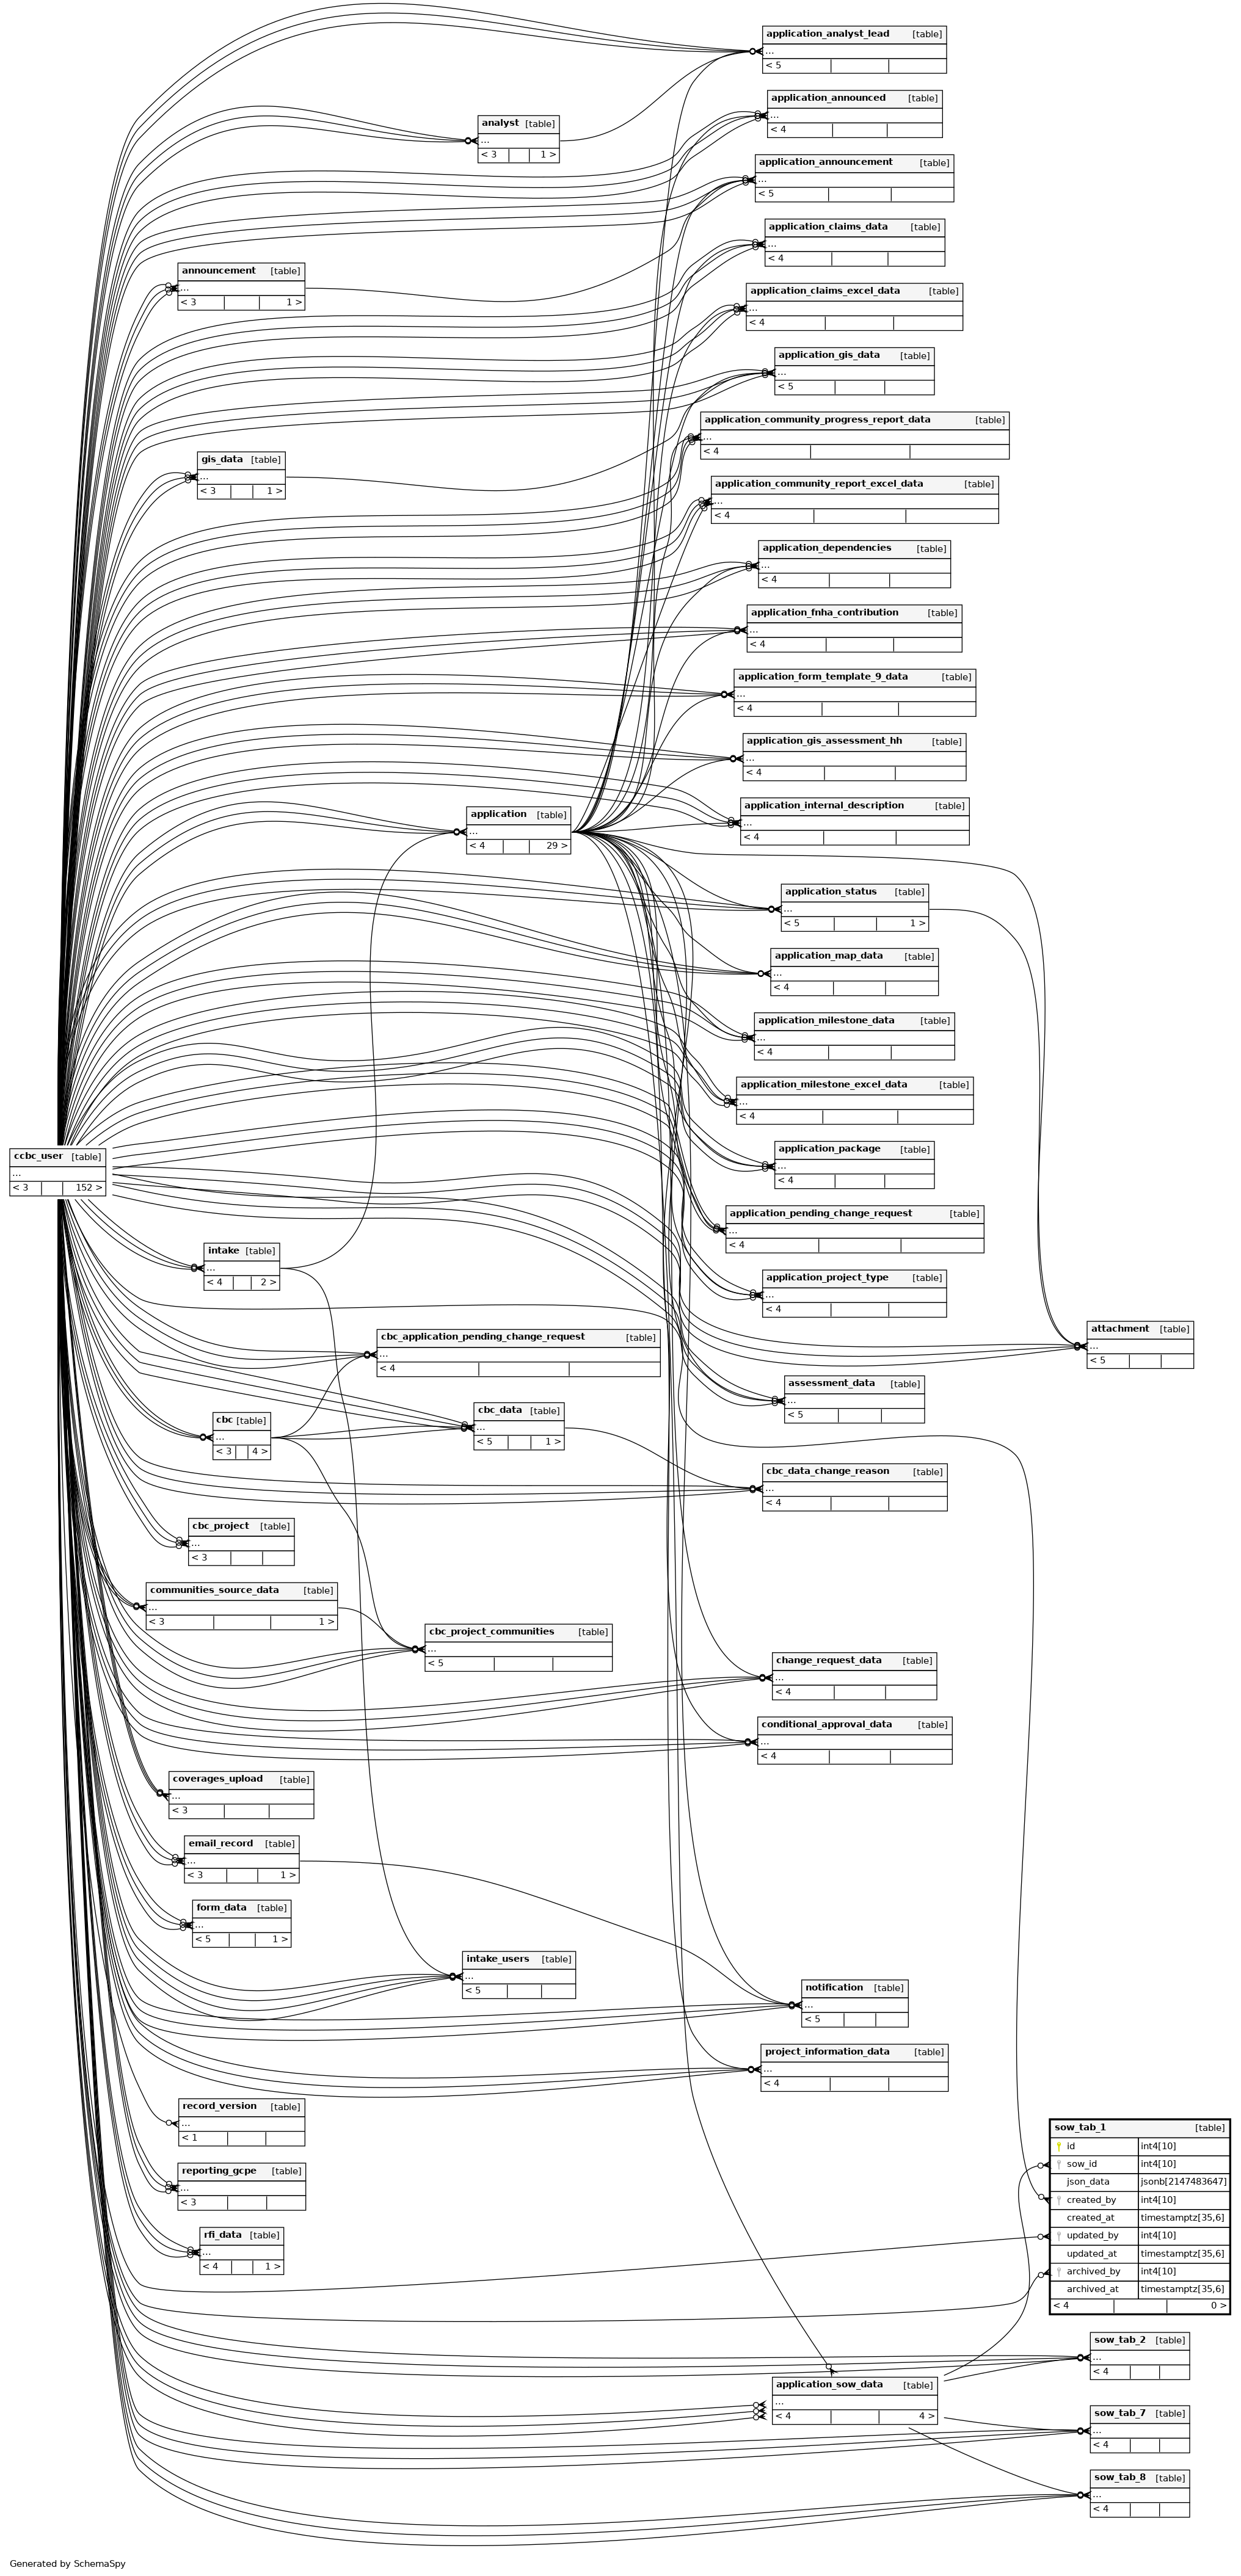 application_analyst_lead [table]
...
< 5
application_announced [table]
...
< 4
analyst [table]
...
< 3 1 >
application_announcement [table]
...
< 5
application_claims_data [table]
...
< 4
announcement [table]
...
< 3 1 >
application_claims_excel_data [table]
...
< 4
application_gis_data [table]
...
< 5
application_community_progress_report_data [table]
...
< 4
gis_data [table]
...
< 3 1 >
application_community_report_excel_data [table]
...
< 4
application_dependencies [table]
...
< 4
application_fnha_contribution [table]
...
< 4
application_form_template_9_data [table]
...
< 4
application_gis_assessment_hh [table]
...
< 4
application_internal_description [table]
...
< 4
application [table]
...
< 4 29 >
application_status [table]
...
< 5 1 >
application_map_data [table]
...
< 4
application_milestone_data [table]
...
< 4
application_milestone_excel_data [table]
...
< 4
application_package [table]
...
< 4
ccbc_user [table]
...
< 3 152 >
application_pending_change_request [table]
...
< 4
intake [table]
...
< 4 2 >
application_project_type [table]
...
< 4
attachment [table]
...
< 5
cbc_application_pending_change_request [table]
...
< 4
assessment_data [table]
...
< 5
cbc_data [table]
...
< 5 1 >
cbc [table]
...
< 3 4 >
cbc_data_change_reason [table]
...
< 4
cbc_project [table]
...
< 3
communities_source_data [table]
...
< 3 1 >
cbc_project_communities [table]
...
< 5
change_request_data [table]
...
< 4
conditional_approval_data [table]
...
< 4
coverages_upload [table]
...
< 3
email_record [table]
...
< 3 1 >
form_data [table]
...
< 5 1 >
intake_users [table]
...
< 5
notification [table]
...
< 5
project_information_data [table]
...
< 4
record_version [table]
...
< 1
sow_tab_1 [table]
id int4[10]
sow_id int4[10]
json_data jsonb[2147483647]
created_by int4[10]
created_at timestamptz[35,6]
updated_by int4[10]
updated_at timestamptz[35,6]
archived_by int4[10]
archived_at timestamptz[35,6]
< 4 0 >
reporting_gcpe [table]
...
< 3
rfi_data [table]
...
< 4 1 >
sow_tab_2 [table]
...
< 4
application_sow_data [table]
...
< 4 4 >
sow_tab_7 [table]
...
< 4
sow_tab_8 [table]
...
< 4
Generated by SchemaSpy